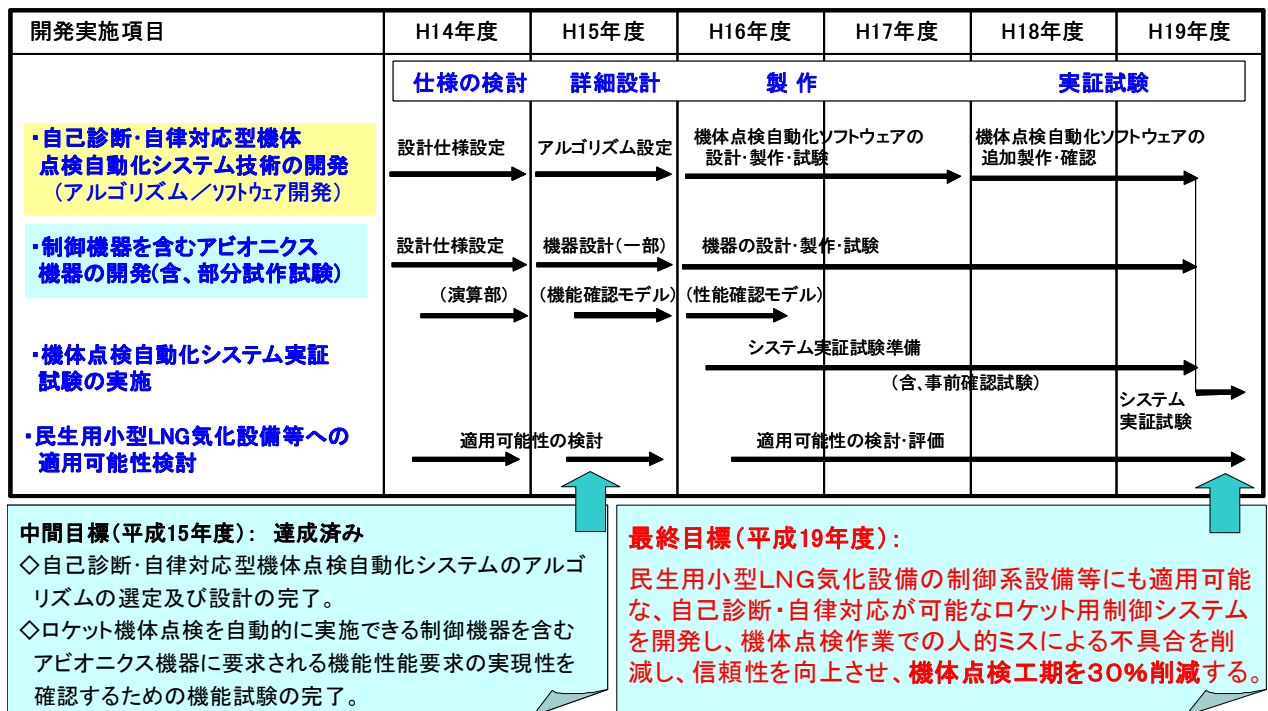 開発実施項目 H14年度 H15年度 H16年度 H17年度 H18年度 H19年度
仕様の検討 詳細設計 製 作 実証試験
・自己診断・自律対応型機体
点検自動化システム技術の開発
（アルゴリズム／ソフトウェア開発）
設計仕様設定 アルゴリズム設定
機体点検自動化ソフトウェアの
設計・製作・試験
機体点検自動化ソフトウェアの
追加製作・確認
・制御機器を含むアビオニクス
機器の開発(含、部分試作試験)
設計仕様設定 機器設計(一部) 機器の設計・製作・試験
(演算部) (機能確認モデル) (性能確認モデル)
・機体点検自動化システム実証
試験の実施
システム実証試験準備
(含、事前確認試験)
システム
実証試験
・民生用小型LNG気化設備等への
適用可能性検討
適用可能性の検討 適用可能性の検討・評価
中間目標(平成15年度)： 達成済み
◇自己診断・自律対応型機体点検自動化システムのアルゴ
リズムの選定及び設計の完了。
◇ロケット機体点検を自動的に実施できる制御機器を含む
アビオニクス機器に要求される機能性能要求の実現性を
確認するための機能試験の完了。
最終目標(平成19年度)：
民生用小型ＬＮＧ気化設備の制御系設備等にも適用可能
な、自己診断・自律対応が可能なロケット用制御システム
を開発し、機体点検作業での人的ミスによる不具合を削
減し、信頼性を向上させ、機体点検工期を３０％削減する。